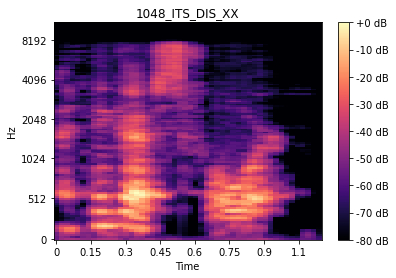 1048_ITS_DIS_XX
+0 dB
8192
-10 dB
4096
-20 dB
-30 dB
2048
Hz
-40 dB
1024
-50 dB
512
-60 dB
-70 dB
0
-80 dB
0 0.15 0.3 0.45 0.6 0.75 0.9 1.1
Time